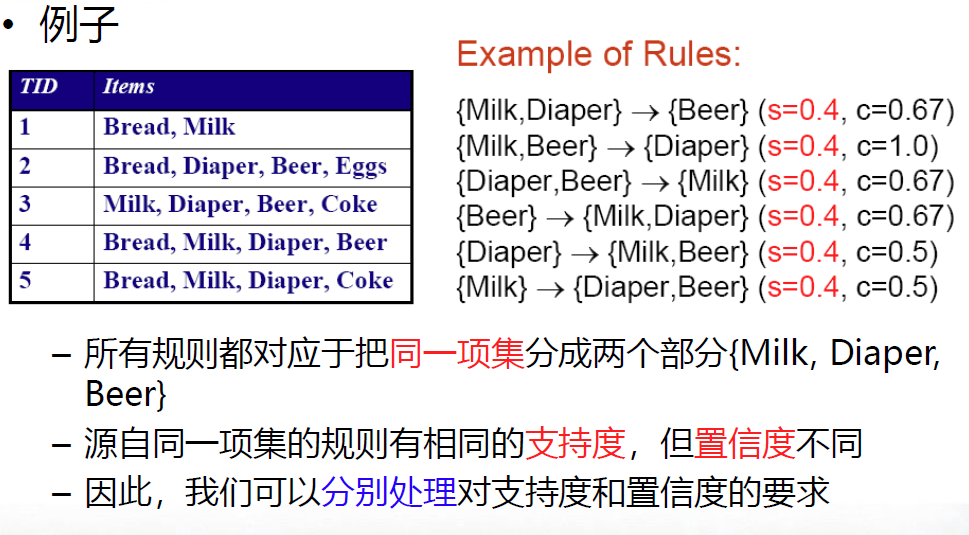 • 例子
Example of Rules:
TID Items
1 Bread, Milk
2 Bread, Diaper, Beer, Eggs
3 Milk, Diaper, Beer, Coke
4 Bread, Milk, Diaper, Beer
5 Bread, Milk, Diaper, Coke
{Milk,Diaper} → {Beer} (s=0.4, c=0.67)
{Milk,Beer} → {Diaper} (s=0.4, c=1.0)
{Diaper,Beer} → {Milk} (s=0.4, c=0.67)
{Beer} → {Milk,Diaper} (s=0.4, c=0.67)
{Diaper} → {Milk,Beer} (s=0.4, c=0.5)
{Milk} → {Diaper,Beer} (s=0.4, c=0.5)
– 所有规则都对应于把同一项集分成两个部分{Milk, Diaper,
Beer}
– 源自同一项集的规则有相同的支持度，但置信度不同
– 因此，我们可以分别处理对支持度和置信度的要求